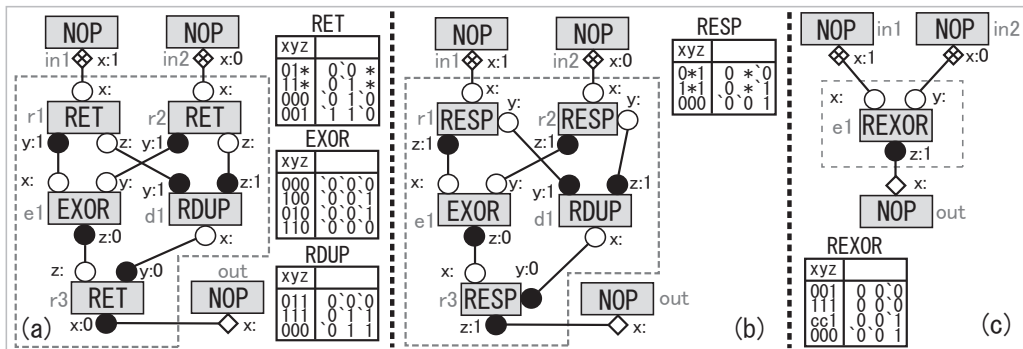 NOP NOP
in1 x:1 in2 x:0
x: x:
r1 RET r2 RET
y:1 z: y:1 z:
x: y: y:1 z:1
e1 EXOR d1 RDUP
z:0 x:
z: y:0 out
r3 RET NOP
x:0 x:
(a)
RET
xyz
01* 0`0 *
11* `0 1 *
000 0 1`0
001 `1 1`0
EXOR
xyz
000 `0`0`0
100 `0`0 1
010 `0`0 1
110 `0`0`0
RDUP
xyz
011 0`0`0
111 0`0`0
000 `0 1 1
NOP NOP
in1 x:1 in2 x:0
x: y: x: y:
r1 RESP r2 RESP
z:1 z:1
x: y: y:1 z:1
e1 EXOR d1 RDUP
z:0 x:
x: y:0
r3 RESP NOP out
z:1 x:
(b)
RESP
xyz
0*1 0 *`0
1*1 `0 *`0
000 `0`0 1
NOP in1 NOP in2
x:1 x:0
x: y:
e1 REXOR
z:1
x:
NOP out
REXOR
xyz
001 0 0`0
111 0 0`0
cc1 `0`0 1
000 `0`0 1
(c)